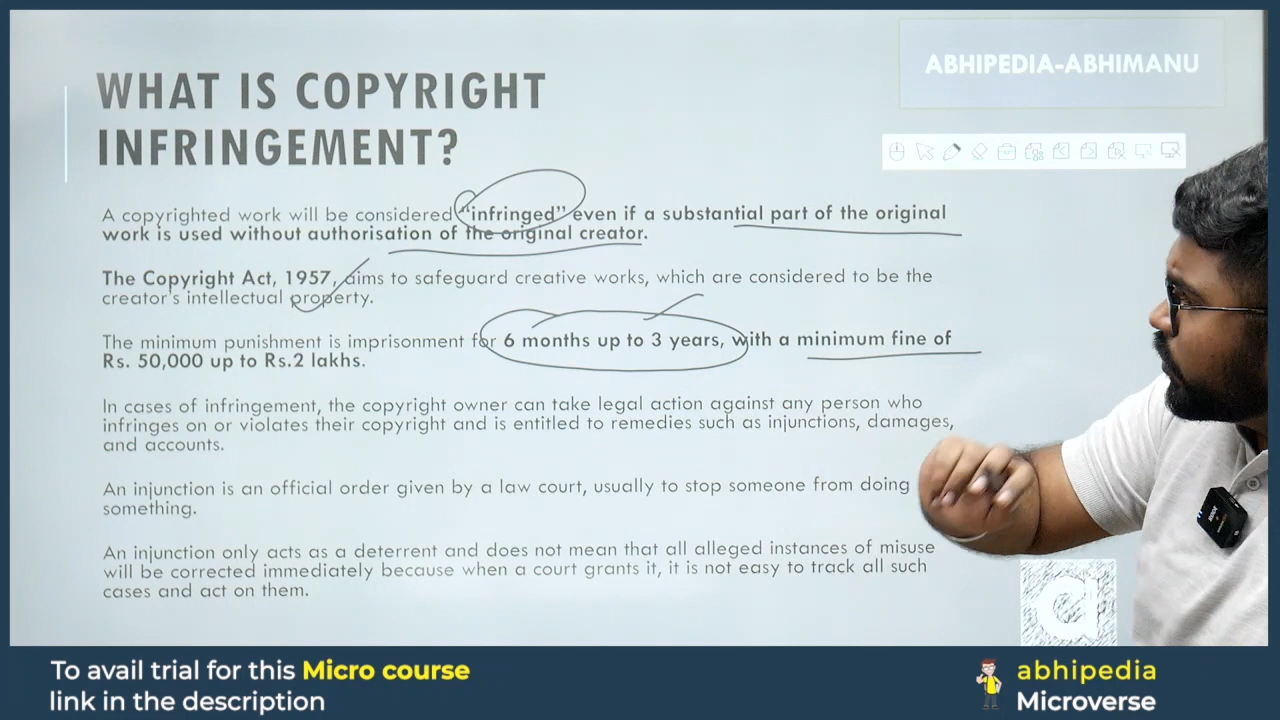 ABHIPEDIA-ABHIMANU
WHAT IS COPYRIGHT
INFRINGEMENT?
A copyrighted work will be considered “infringed” even if a substantial part of the original
work is used without authorisation of the original creator.
The Copyright Act, 1957, aims to safeguard creative works, which are considered to be the
creator's intellectual property.
The minimum punishment is imprisonment for 6 months up to 3 years, with a minimum fine of
Rs. 50,000 up to Rs.2 lakhs.
In cases of infringement, the copyright owner can take legal action against any person who
infringes on or violates their copyright and is entitled to remedies such as injunctions, damages,
and accounts.
An injunction is an official order given by a law court, usually to stop someone from doing
something.
An injunction only acts as a deterrent and does not mean that all alleged instances of misuse
will be corrected immediately because when a court grants it, it is not easy to track all such
cases and act on them.
To avail trial for this Micro course
link in the description
abhipedia
Microverse